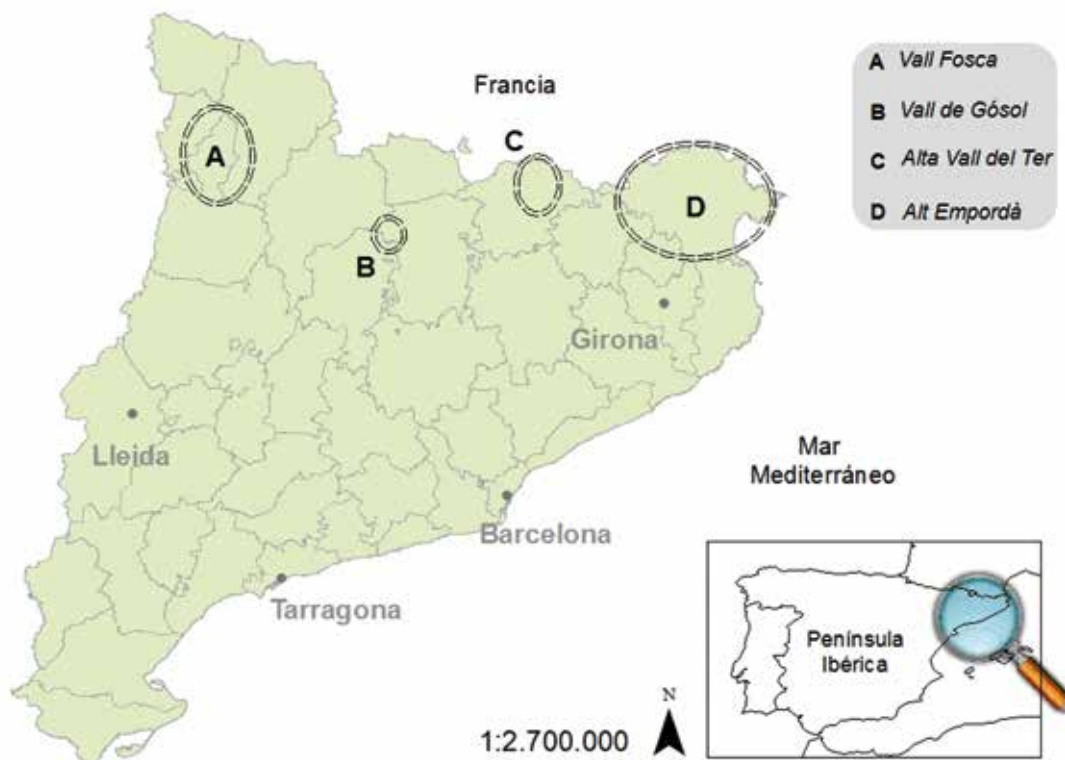 Francia
A Vall Fosca
B Vall de Gósol
C Alta Vall del Ter
D Alt Empordà
A
B
C
D
Girona
Lleida
Mar
Mediterráneo
Barcelona
Tarragona
Península
Ibérica
N
1:2.700.000